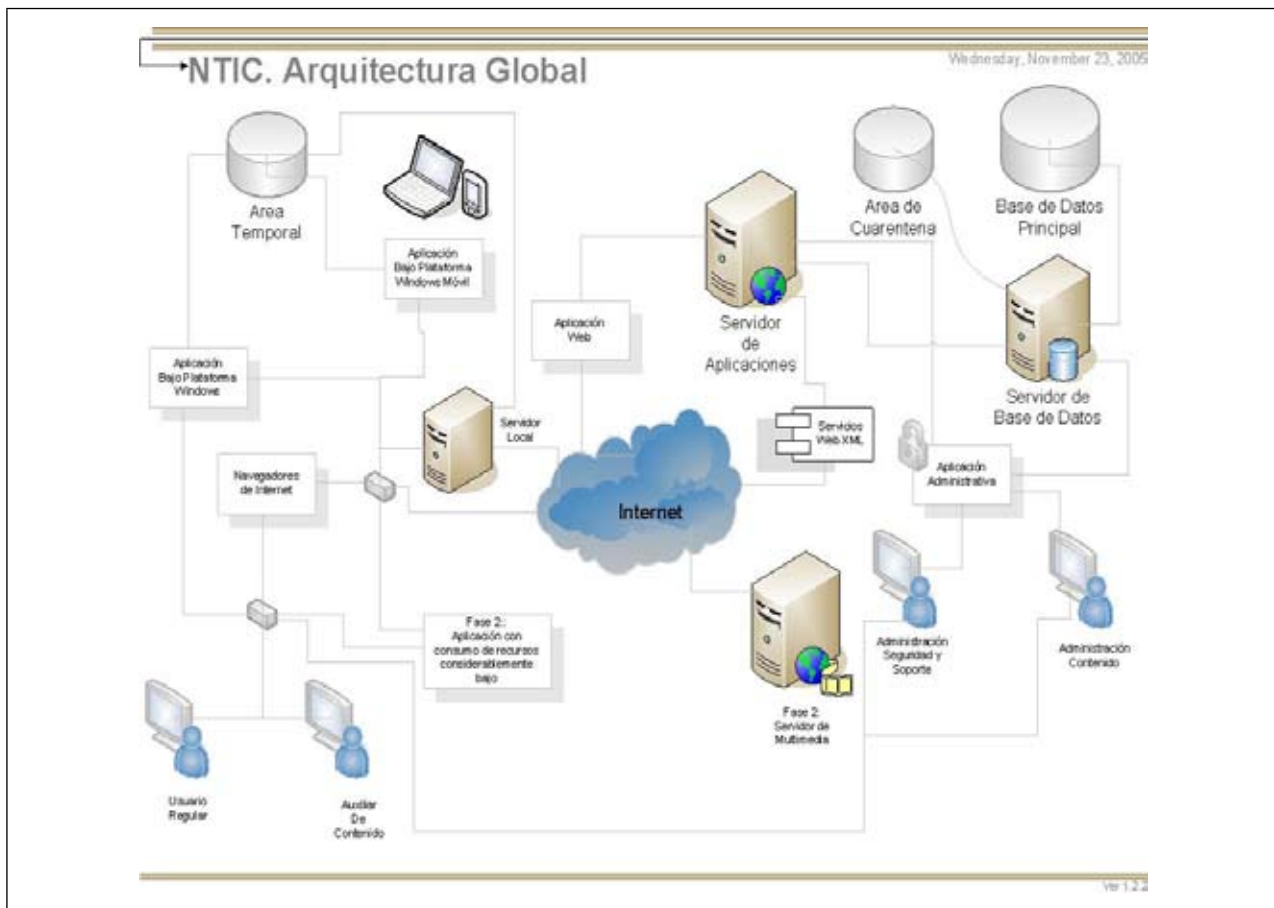 NTIC. Arquitectura Global
Wednesday, November 23, 2005
Area
Temporal
Aplicación
Bajo Plataforma
Windows Móvil
Aplicación
Web
Servidor
de
Aplicaciones
Area de
Cuarentena
Base de Datos
Principal
Aplicación
Bajo Plataforma
Windows
Servidor
Local
Servidor de
Base de Datos
Servicios
Web XML
Navegadores
de Internet
Internet
Aplicación
Administrativa
Fase 2:
Aplicación con
consumo de recursos
considerablemente
bajo
Administración
Seguridad y
Soporte
Administración
Contenido
Fase 2.
Servidor de
Multimedia
Usuario
Regular
Auxiliar
De
Contenido
Ver 1.2.2